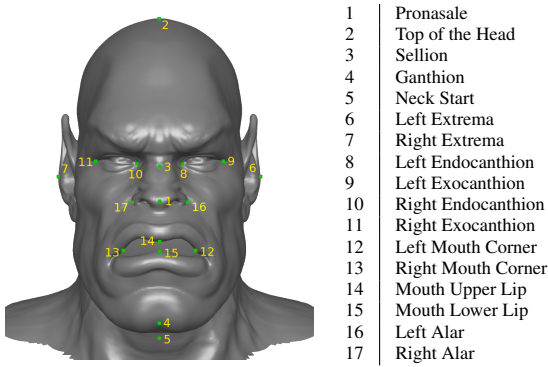 2
11
9
7
10
3
8
6
17
1
16
14
13
15
12
4
5
1 Pronasale
2 Top of the Head
3 Sellion
4 Ganthion
5 Neck Start
6 Left Extrema
7 Right Extrema
8 Left Endocanthion
9 Left Exocanthion
10 Right Endocanthion
11 Right Exocanthion
12 Left Mouth Corner
13 Right Mouth Corner
14 Mouth Upper Lip
15 Mouth Lower Lip
16 Left Alar
17 Right Alar